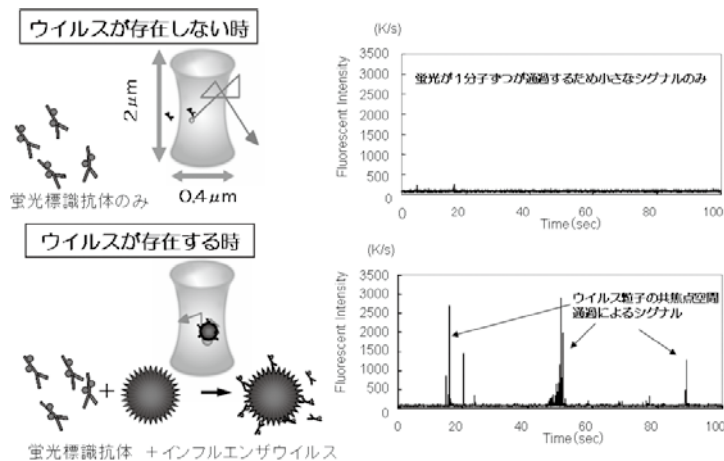 ウイルスが存在しない時
2μm
0.4μm
蛍光標識抗体のみ
(K/s)
Fluorescent Intensity
3500
3000
2500
2000
1500
1000
500
0
蛍光が1分子ずつが通過するため小さなシグナルのみ
0 20 40 60 80 100
Time(sec)
ウイルスが存在する時
蛍光標識抗体 +インフルエンザウイルス
+
(K/s)
Fluorescent Intensity
3500
3000
2500
2000
1500
1000
500
0
ウイルス粒子の共焦点空間
通過によるシグナル
0 20 40 60 80 100
Time(sec)